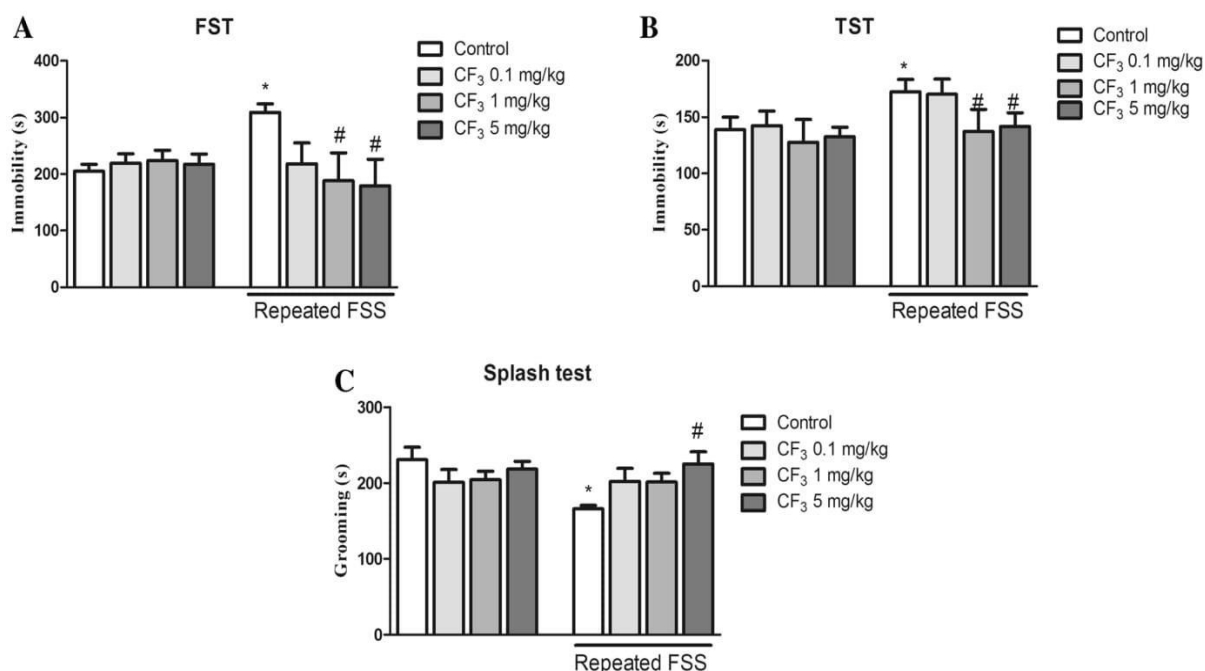 A
FST
Immobility (s)
400
300
200
100
0
*
#
#
Repeated FSS
Control
CF₃ 0.1 mg/kg
CF₃ 1 mg/kg
CF₃ 5 mg/kg
B
TST
Immobility (s)
200
150
100
50
0
*
#
#
Repeated FSS
Control
CF₃ 0.1 mg/kg
CF₃ 1 mg/kg
CF₃ 5 mg/kg
C
Splash test
Grooming (s)
300
200
100
0
*
#
Repeated FSS
Control
CF₃ 0.1 mg/kg
CF₃ 1 mg/kg
CF₃ 5 mg/kg